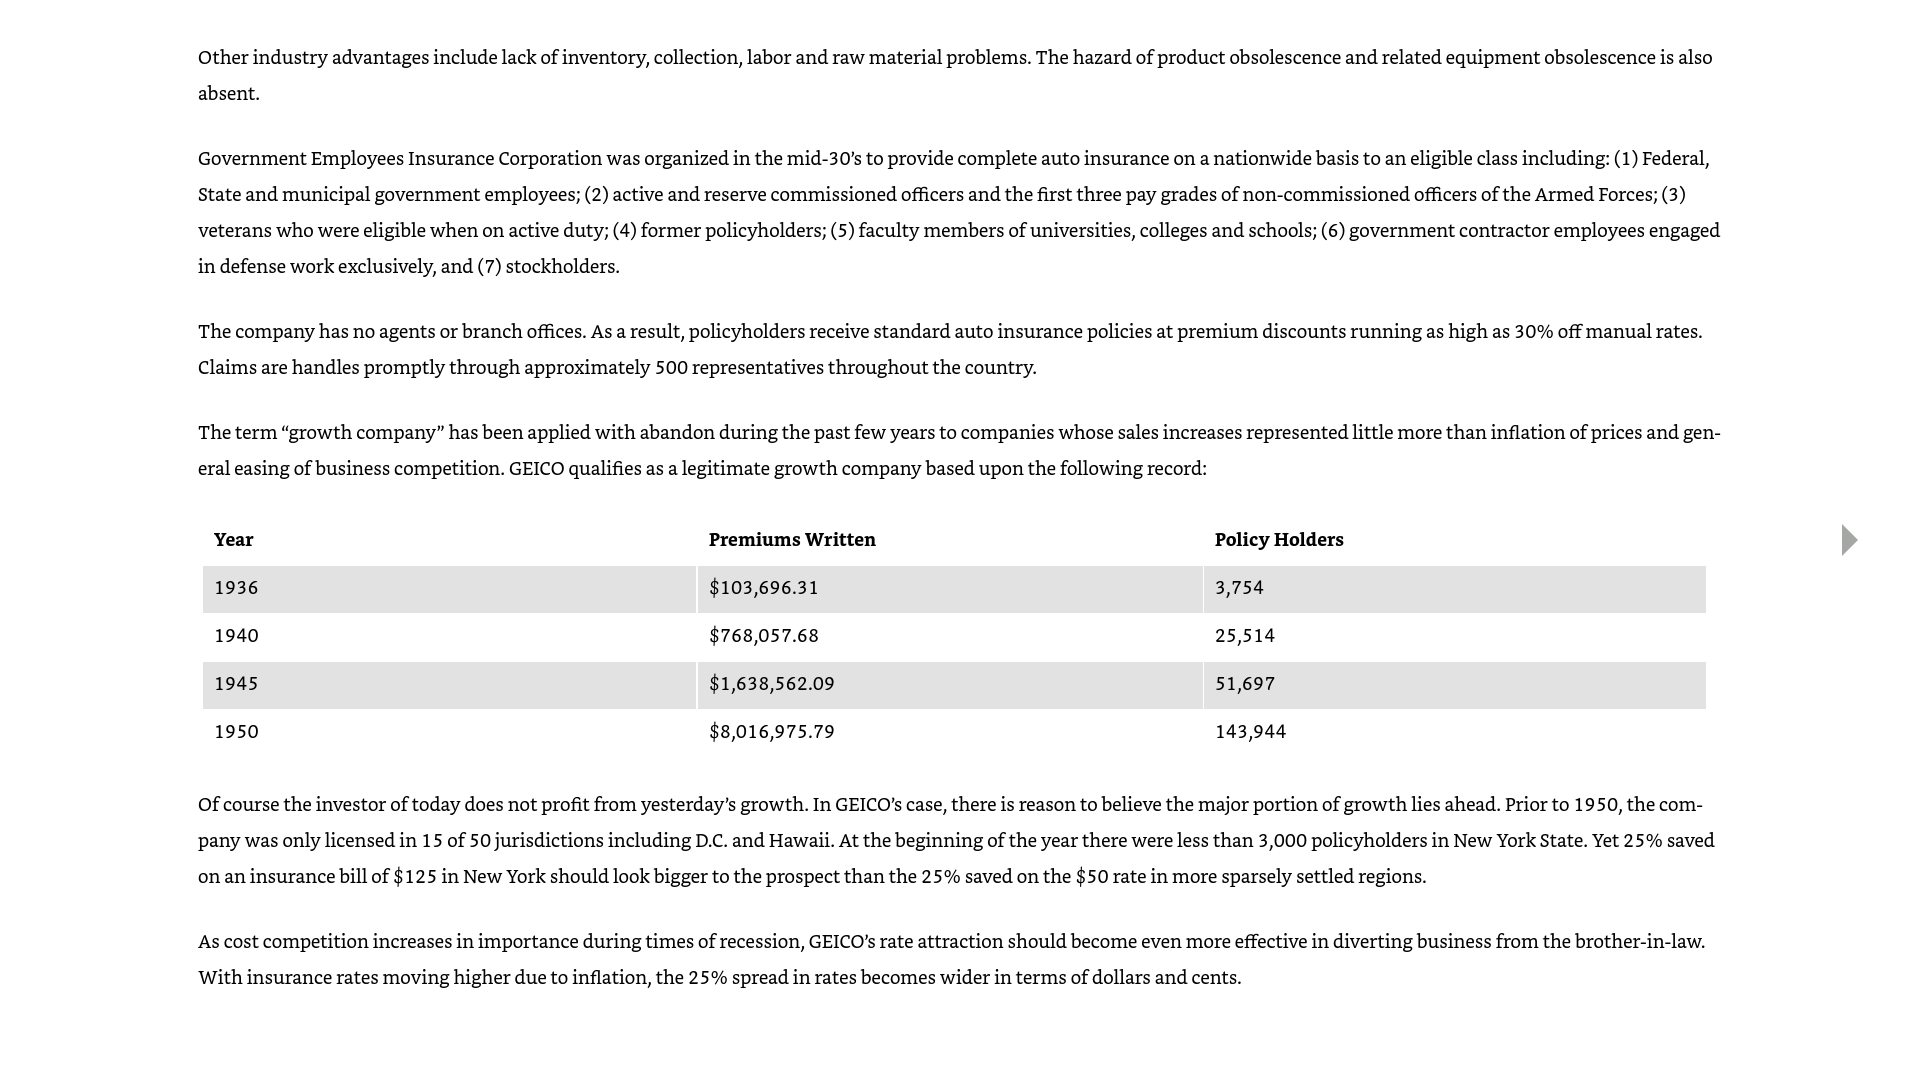 Other industry advantages include lack of inventory, collection, labor and raw material problems. The hazard of product obsolescence and related equipment obsolescence is also
absent.
Government Employees Insurance Corporation was organized in the mid-30’s to provide complete auto insurance on a nationwide basis to an eligible class including: (1) Federal,
State and municipal government employees; (2) active and reserve commissioned officers and the first three pay grades of non-commissioned officers of the Armed Forces; (3)
veterans who were eligible when on active duty; (4) former policyholders; (5) faculty members of universities, colleges and schools; (6) government contractor employees engaged
in defense work exclusively, and (7) stockholders.
The company has no agents or branch offices. As a result, policyholders receive standard auto insurance policies at premium discounts running as high as 30% off manual rates.
Claims are handles promptly through approximately 500 representatives throughout the country.
The term “growth company” has been applied with abandon during the past few years to companies whose sales increases represented little more than inflation of prices and gen-
eral easing of business competition. GEICO qualifies as a legitimate growth company based upon the following record:
Year Premiums Written Policy Holders
1936 $103,696.31 3,754
1940 $768,057.68 25,514
1945 $1,638,562.09 51,697
1950 $8,016,975.79 143,944
Of course the investor of today does not profit from yesterday’s growth. In GEICO’s case, there is reason to believe the major portion of growth lies ahead. Prior to 1950, the com-
pany was only licensed in 15 of 50 jurisdictions including D.C. and Hawaii. At the beginning of the year there were less than 3,000 policyholders in New York State. Yet 25% saved
on an insurance bill of $125 in New York should look bigger to the prospect than the 25% saved on the $50 rate in more sparsely settled regions.
As cost competition increases in importance during times of recession, GEICO’s rate attraction should become even more effective in diverting business from the brother-in-law.
With insurance rates moving higher due to inflation, the 25% spread in rates becomes wider in terms of dollars and cents.